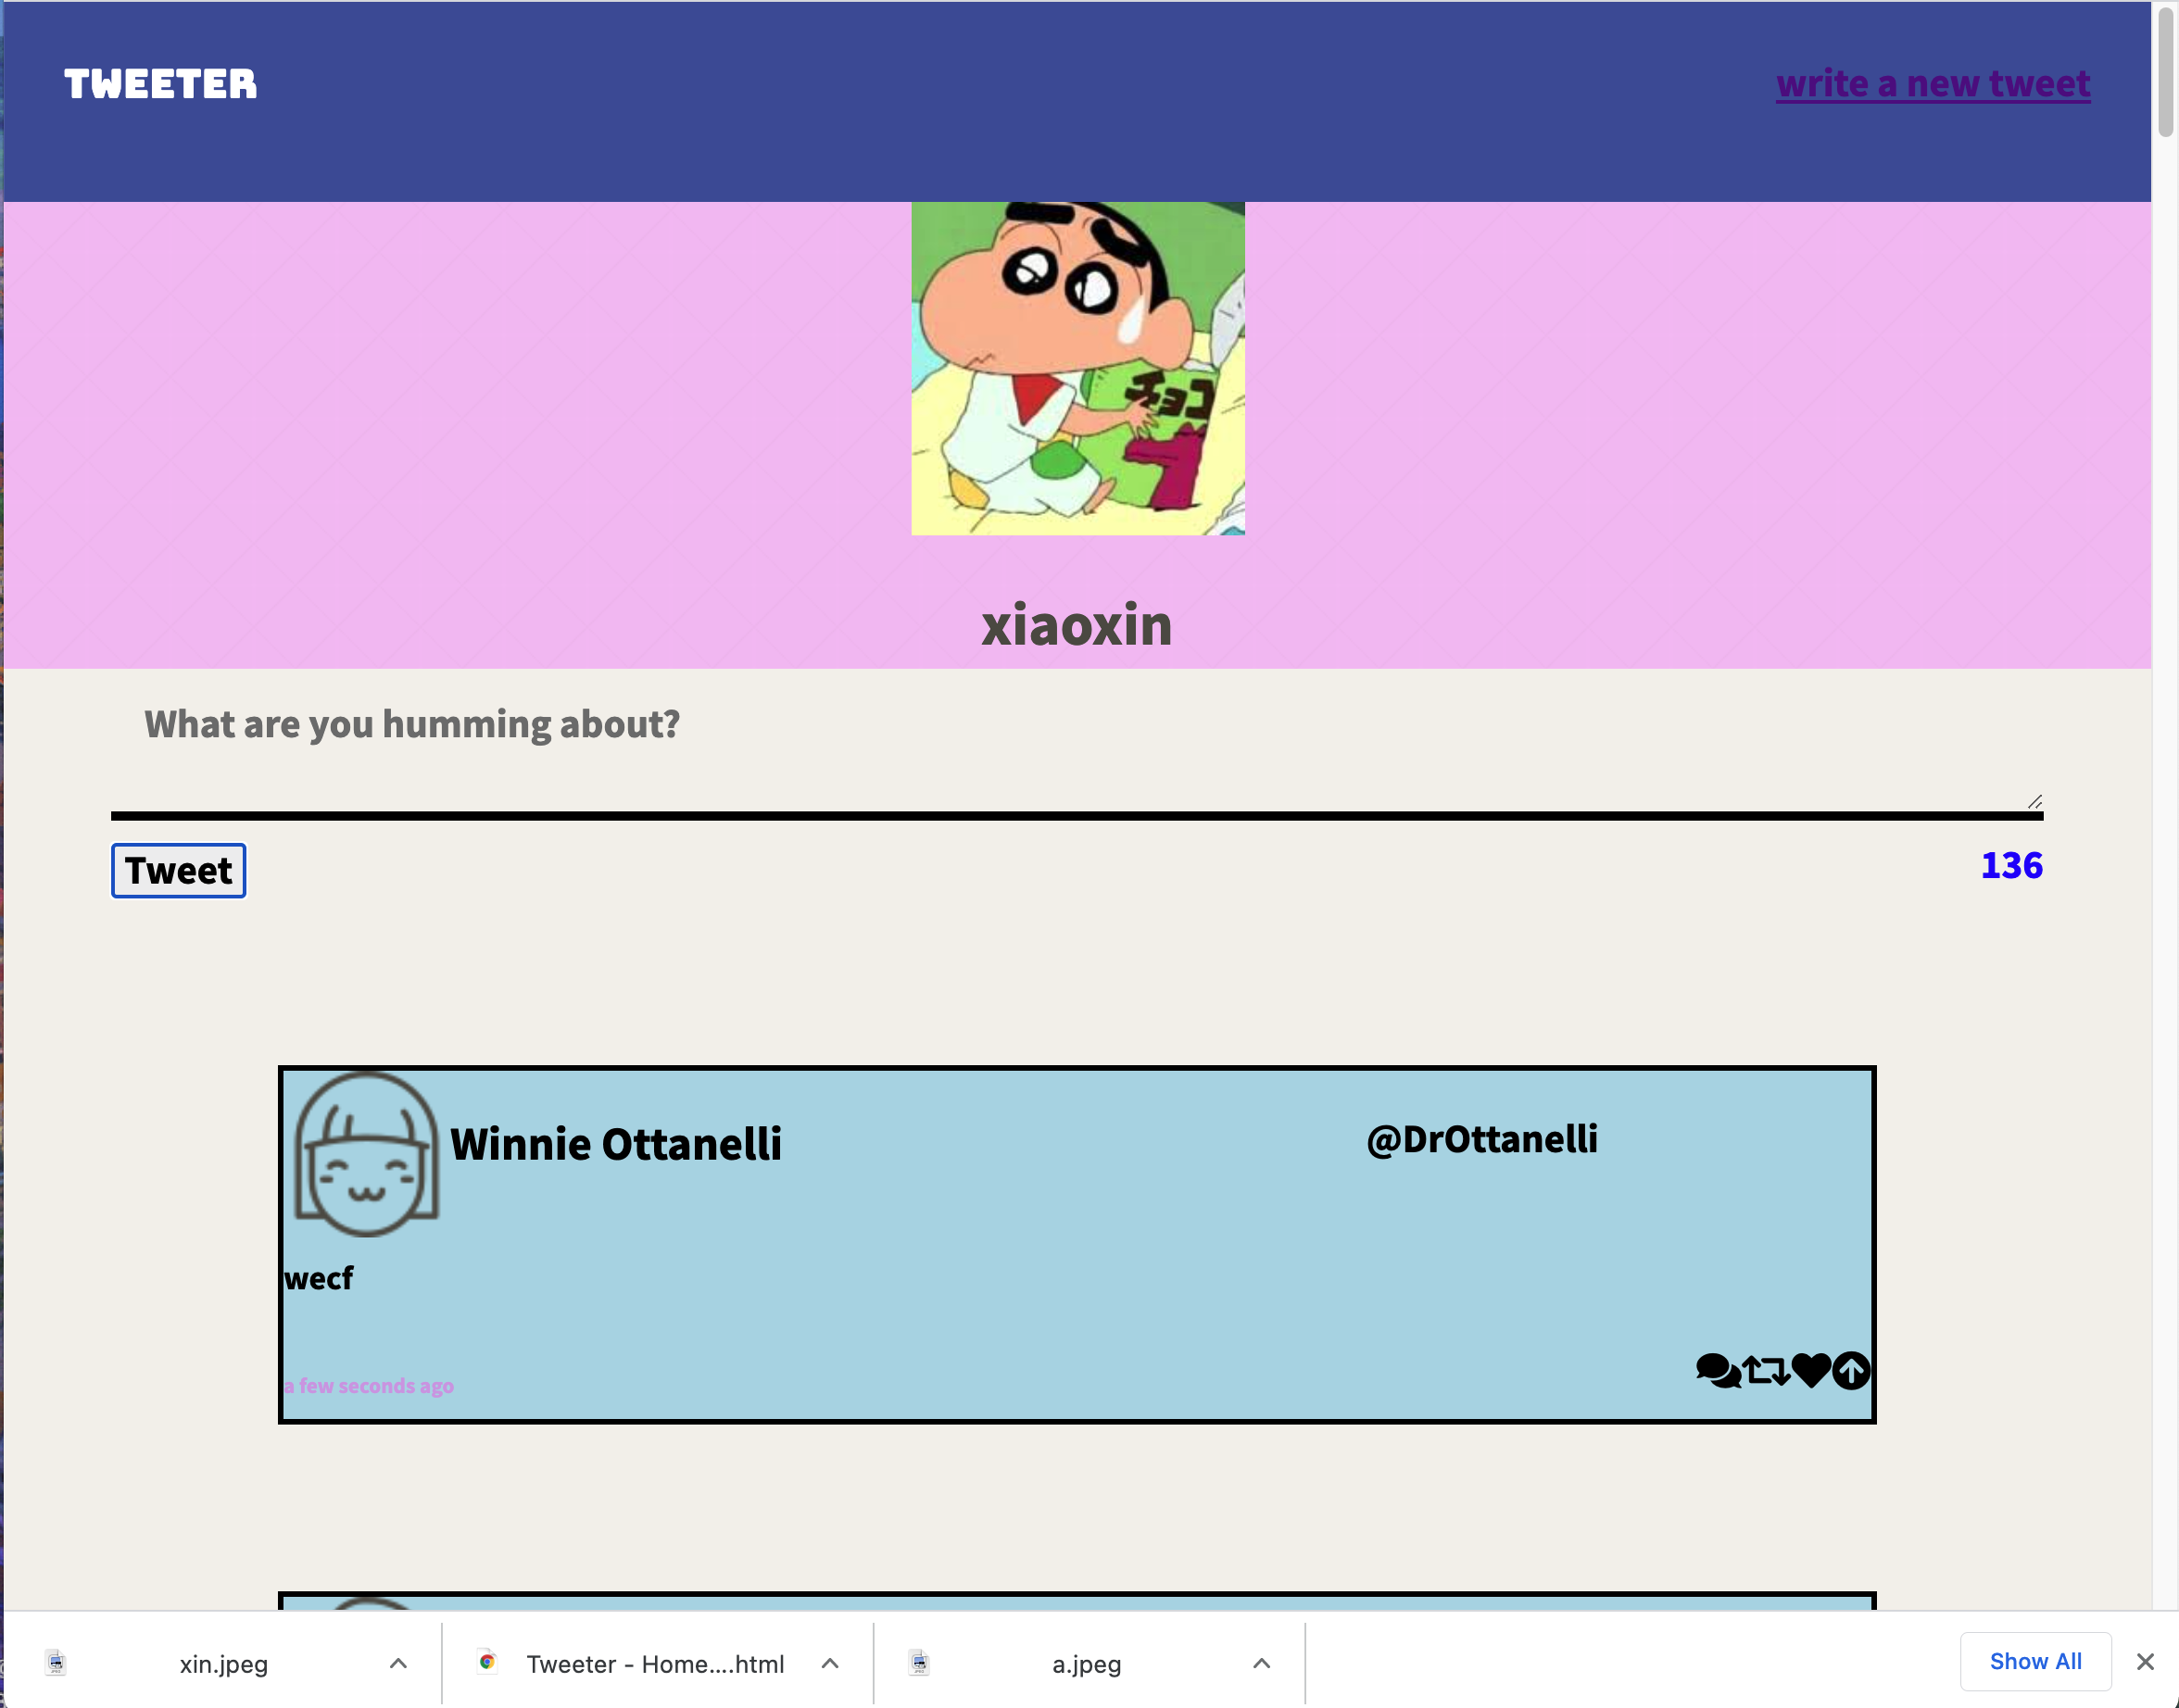 TWEETER
write a new tweet
チョコ
xiaoxin
What are you humming about?
Tweet
136
Winnie Ottanelli
@DrOttanelli
wecf
a few seconds ago
xin.jpeg
Tweeter - Home....html
a.jpeg
Show All